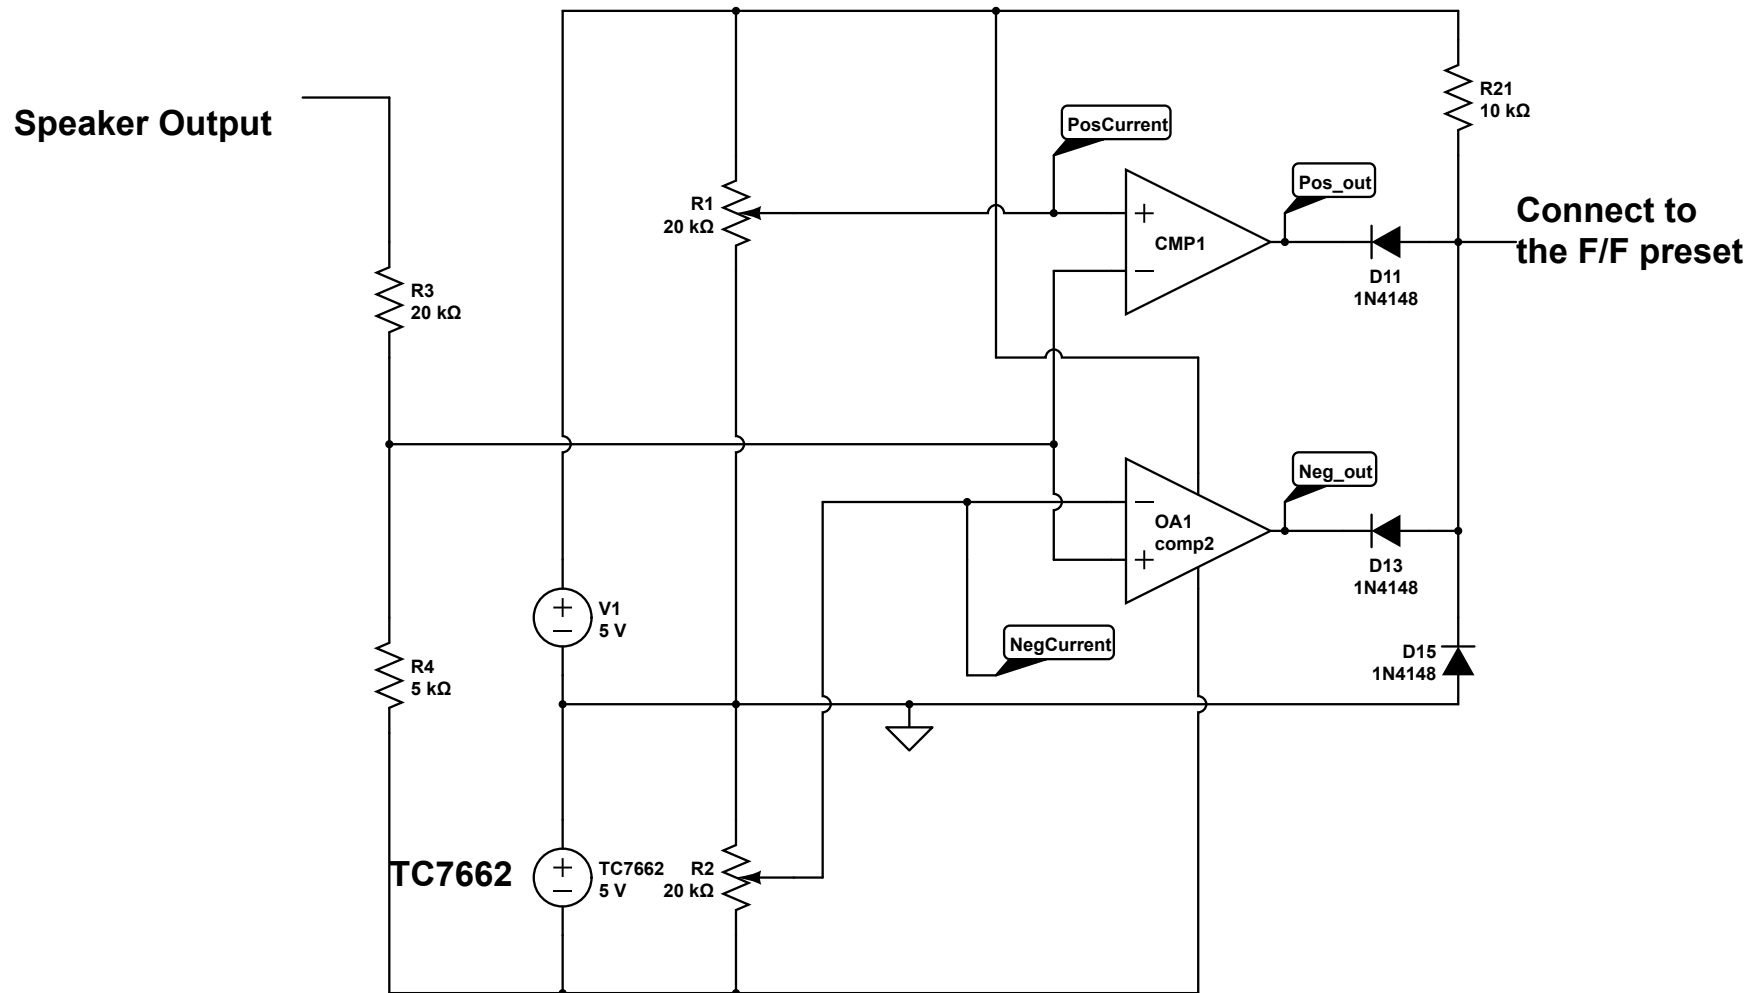 Speaker Output
R21
10 kΩ
PosCurrent
Pos_out
R1
20 kΩ
+
−
CMP1
D11
1N4148
Connect to
the F/F preset
R3
20 kΩ
Neg_out
−
+
OA1
comp2
D13
1N4148
+
−
V1
5 V
NegCurrent
D15
1N4148
R4
5 kΩ
TC7662
+
−
TC7662
5 V
R2
20 kΩ